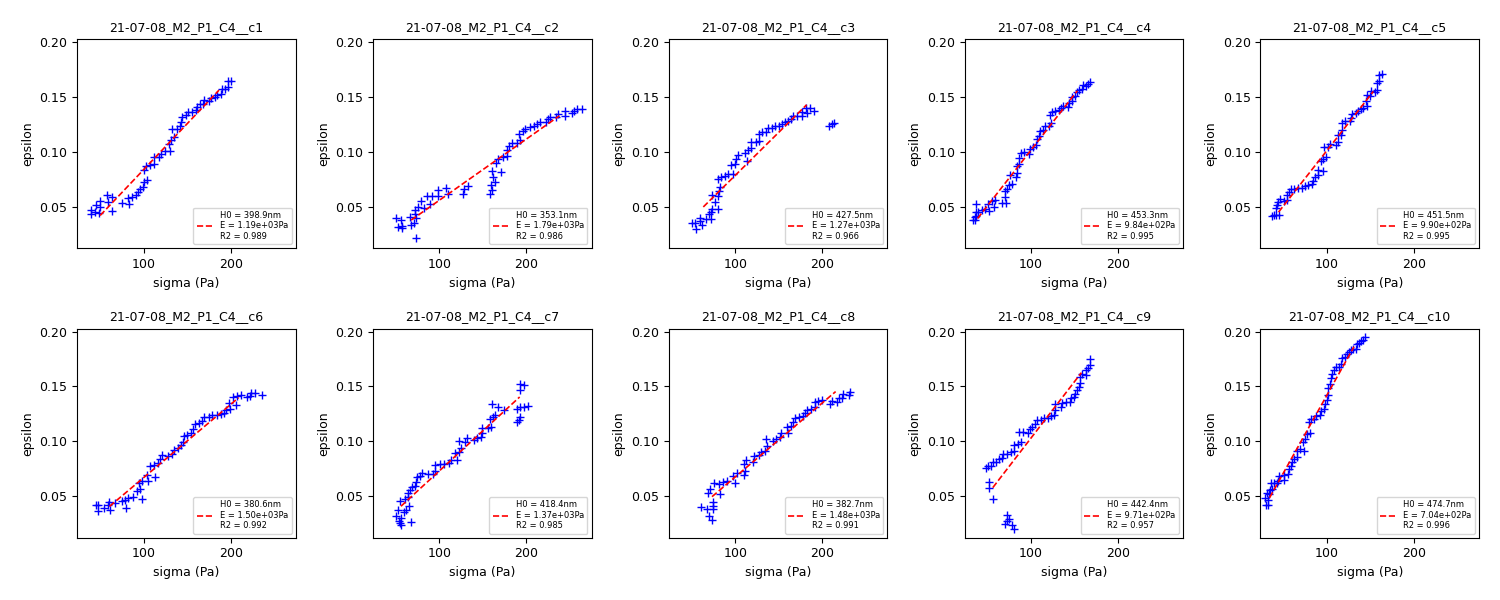 21-07-08_M2_P1_C4__c1
0.20
0.15
0.10
0.05
epsilon
100
200
sigma (Pa)
H0 = 398.9nm
E = 1.19e+03Pa
R2 = 0.989
21-07-08_M2_P1_C4__c2
0.20
0.15
0.10
0.05
epsilon
100
200
sigma (Pa)
H0 = 353.1nm
E = 1.79e+03Pa
R2 = 0.986
21-07-08_M2_P1_C4__c3
0.20
0.15
0.10
0.05
epsilon
100
200
sigma (Pa)
H0 = 427.5nm
E = 1.27e+03Pa
R2 = 0.966
21-07-08_M2_P1_C4__c4
0.20
0.15
0.10
0.05
epsilon
100
200
sigma (Pa)
H0 = 453.3nm
E = 9.84e+02Pa
R2 = 0.995
21-07-08_M2_P1_C4__c5
0.20
0.15
0.10
0.05
epsilon
100
200
sigma (Pa)
H0 = 451.5nm
E = 9.90e+02Pa
R2 = 0.995
21-07-08_M2_P1_C4__c6
0.20
0.15
0.10
0.05
epsilon
100
200
sigma (Pa)
H0 = 380.6nm
E = 1.50e+03Pa
R2 = 0.992
21-07-08_M2_P1_C4__c7
0.20
0.15
0.10
0.05
epsilon
100
200
sigma (Pa)
H0 = 418.4nm
E = 1.37e+03Pa
R2 = 0.985
21-07-08_M2_P1_C4__c8
0.20
0.15
0.10
0.05
epsilon
100
200
sigma (Pa)
H0 = 382.7nm
E = 1.48e+03Pa
R2 = 0.991
21-07-08_M2_P1_C4__c9
0.20
0.15
0.10
0.05
epsilon
100
200
sigma (Pa)
H0 = 442.4nm
E = 9.71e+02Pa
R2 = 0.957
21-07-08_M2_P1_C4__c10
0.20
0.15
0.10
0.05
epsilon
100
200
sigma (Pa)
H0 = 474.7nm
E = 7.04e+02Pa
R2 = 0.996